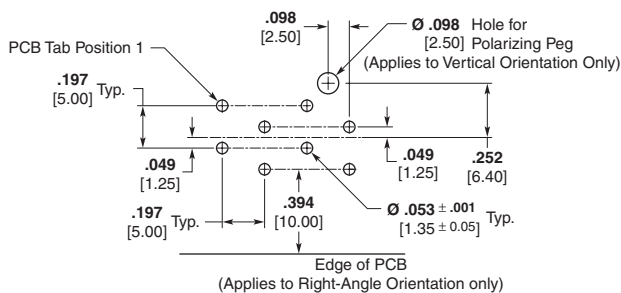 .098
[2.50]
Ø .098 Hole for
[2.50] Polarizing Peg
(Applies to Vertical Orientation Only)
PCB Tab Position 1
.197
[5.00] Typ.
.049
[1.25]
.049
[1.25]
.252
[6.40]
.197
[5.00] Typ.
.394
[10.00]
Ø .053 ± .001
[1.35 ± 0.05] Typ.
Edge of PCB
(Applies to Right-Angle Orientation only)